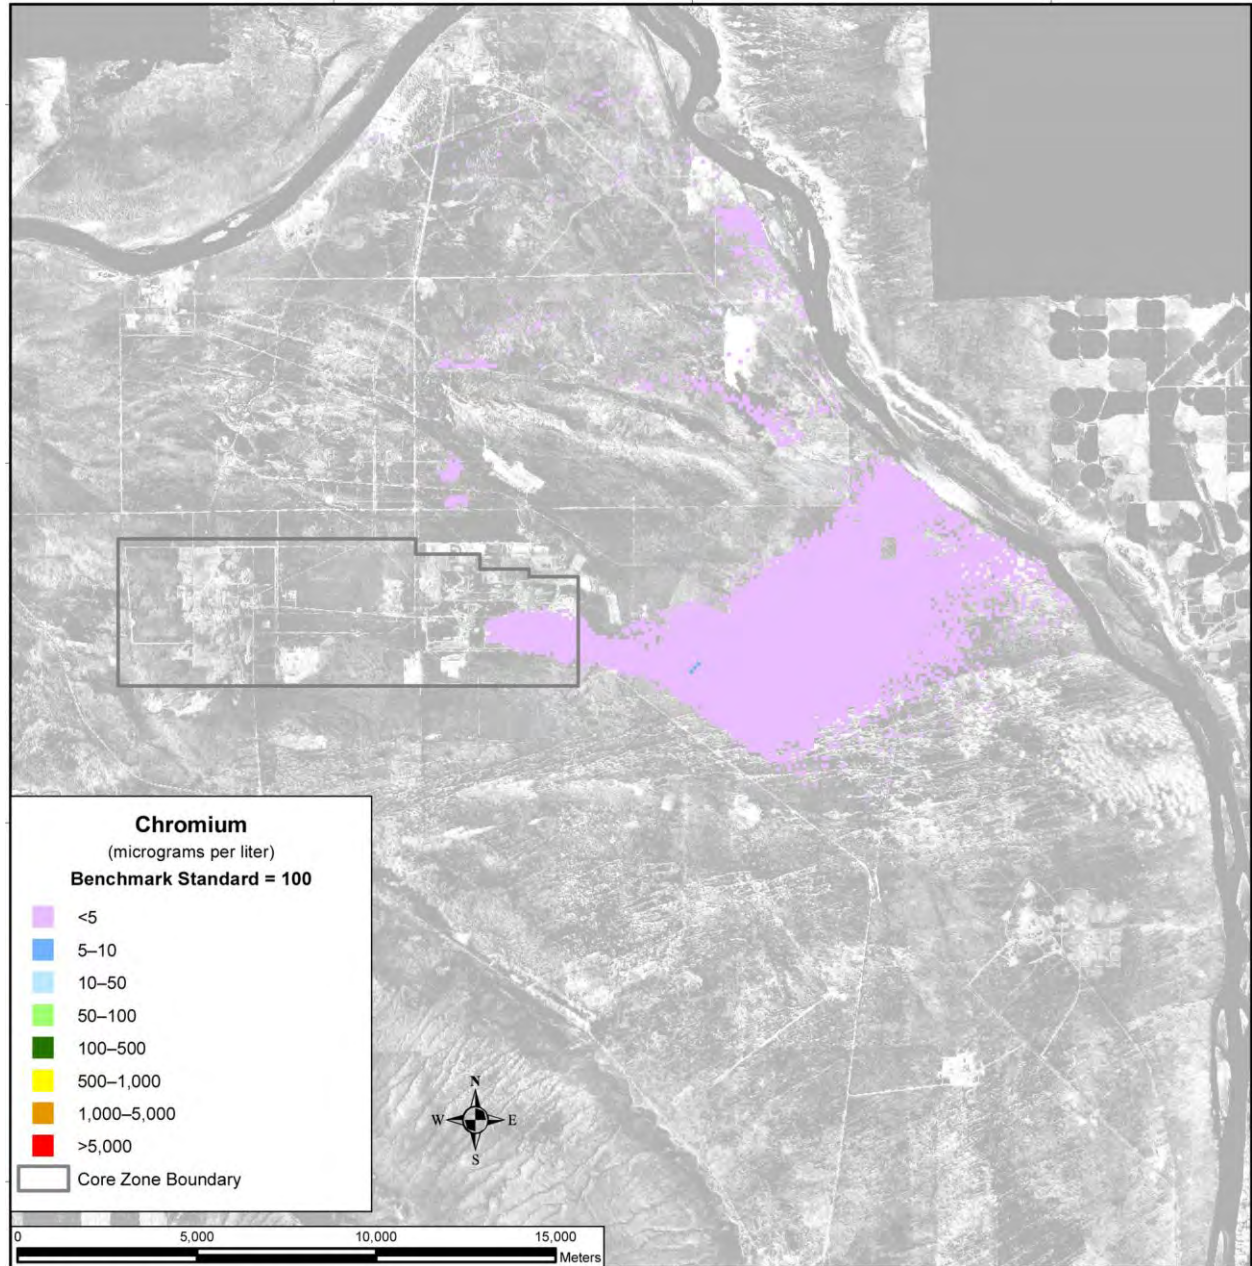 Chromium
(micrograms per liter)
Benchmark Standard = 100
<5
5–10
10–50
50–100
100–500
500–1,000
1,000–5,000
>5,000
Core Zone Boundary
N
W E
S
0 5,000 10,000 15,000
Meters